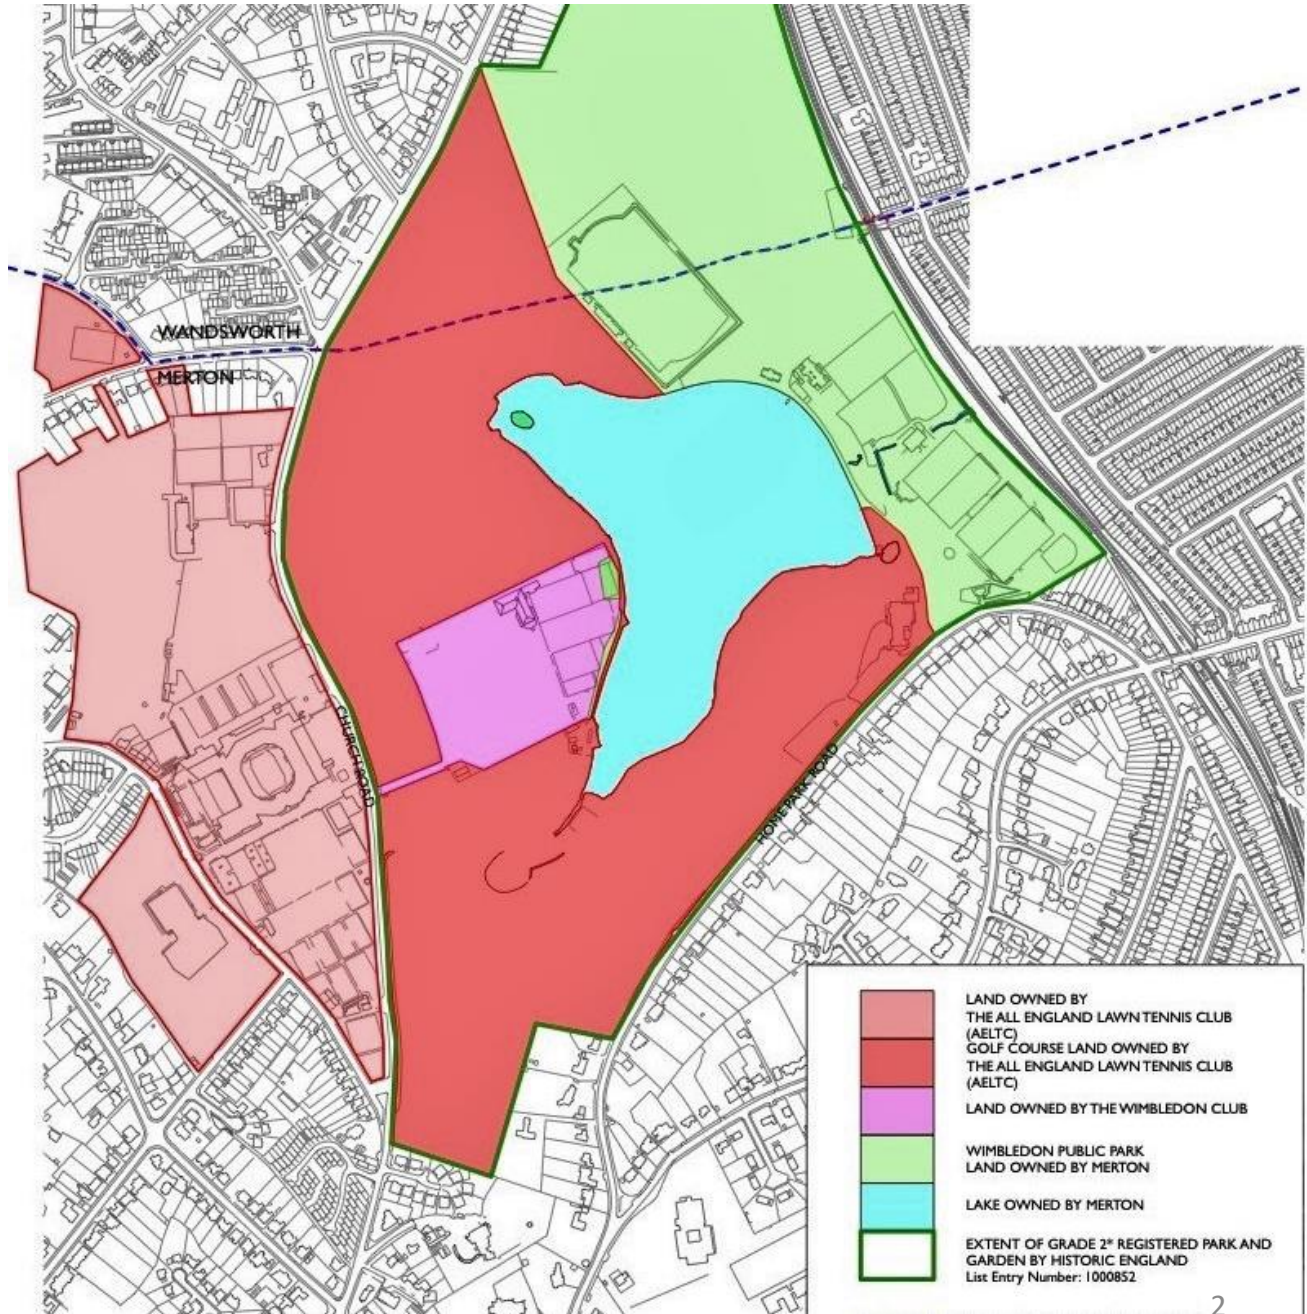 WANDSWORTH
MERTON
CHURCH ROAD
HOME PARK ROAD
LAND OWNED BY
THE ALL ENGLAND LAWN TENNIS CLUB
(AELTC)
GOLF COURSE LAND OWNED BY
THE ALL ENGLAND LAWN TENNIS CLUB
(AELTC)
LAND OWNED BY THE WIMBLEDON CLUB
WIMBLEDON PUBLIC PARK
LAND OWNED BY MERTON
LAKE OWNED BY MERTON
EXTENT OF GRADE 2* REGISTERED PARK AND
GARDEN BY HISTORIC ENGLAND
List Entry Number: 1000852
2